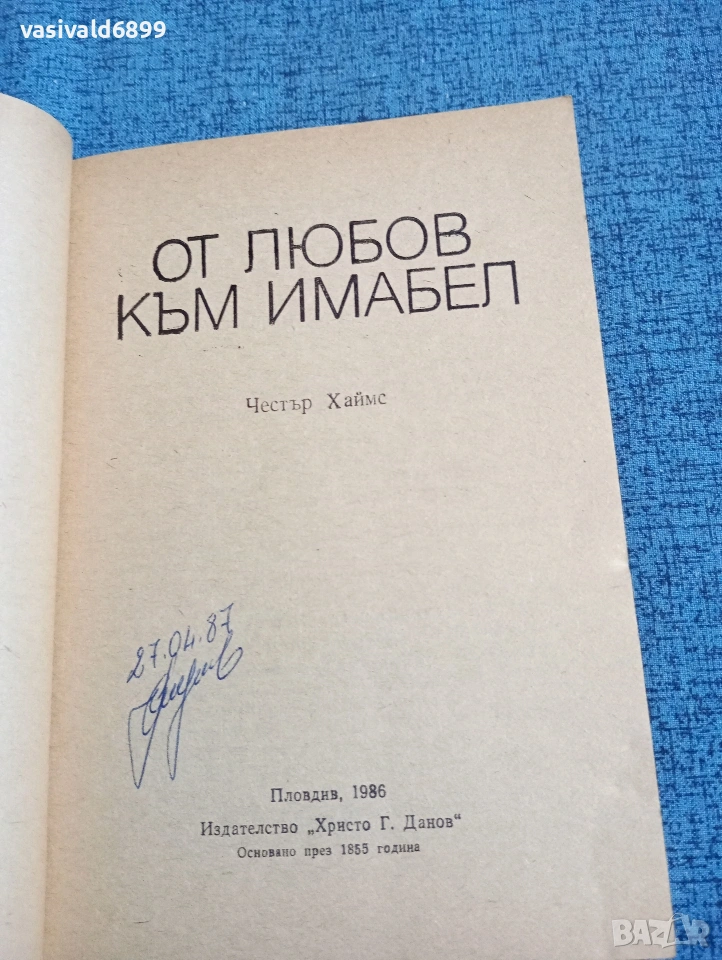 vasivald6899
ОТ ЛЮБОВ
КЪМ ИМАБЕЛ
Честър Хаймс
27.04.87
Пловдив, 1986
Издателство „Христо Г. Данов“
Основано през 1855 година
BAZAR